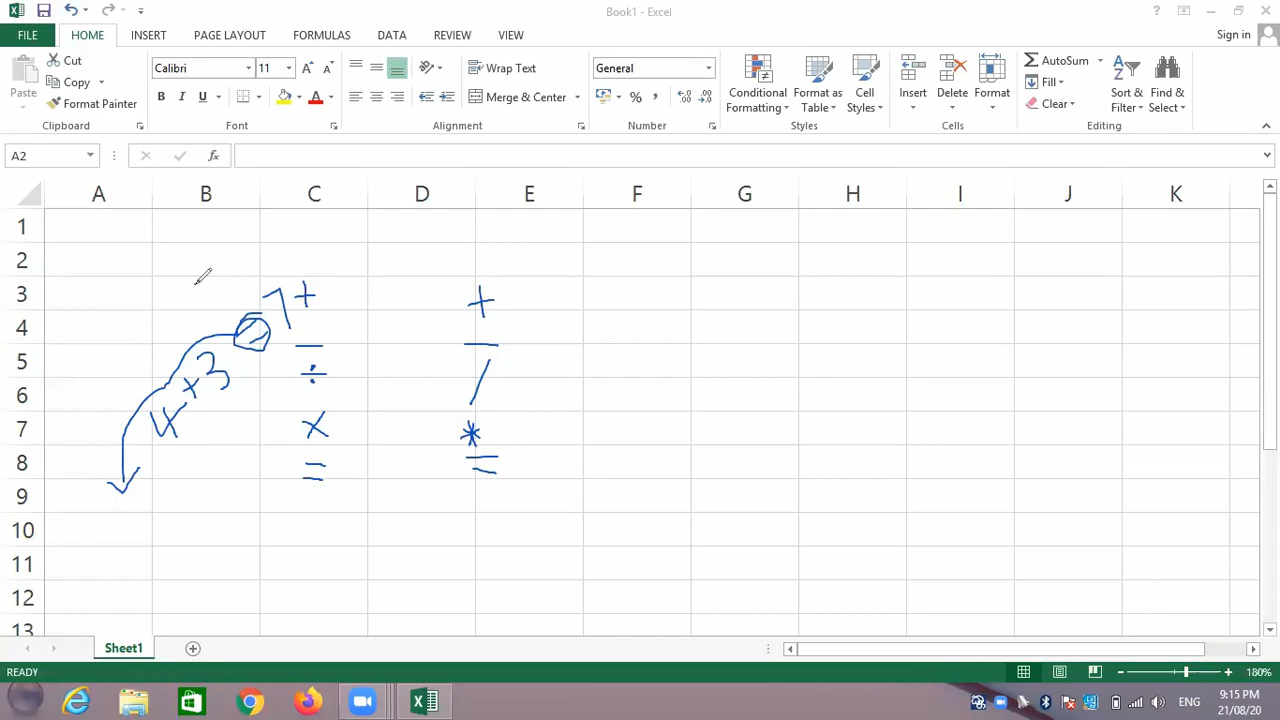 Book1 - Excel
?
FILE HOME INSERT PAGE LAYOUT FORMULAS DATA REVIEW VIEW Sign in
Paste Cut Copy Format Painter
Calibri 11
B I U A
Wrap Text
Merge & Center
General
% ,
Conditional Formatting
Format as Table
Cell Styles
Insert Delete Format
AutoSum
Fill
Clear
Sort & Filter
Find & Select
Clipboard Font Alignment Number Styles Cells Editing
A2 fx
A B C D E F G H I J K
1
2
3 + +
4 − −
5 ÷ /
6
7 × *
8 = =
4 × 3
9
10
11
12
13
Sheet1
READY 180%
ENG 9:15 PM
21/08/20